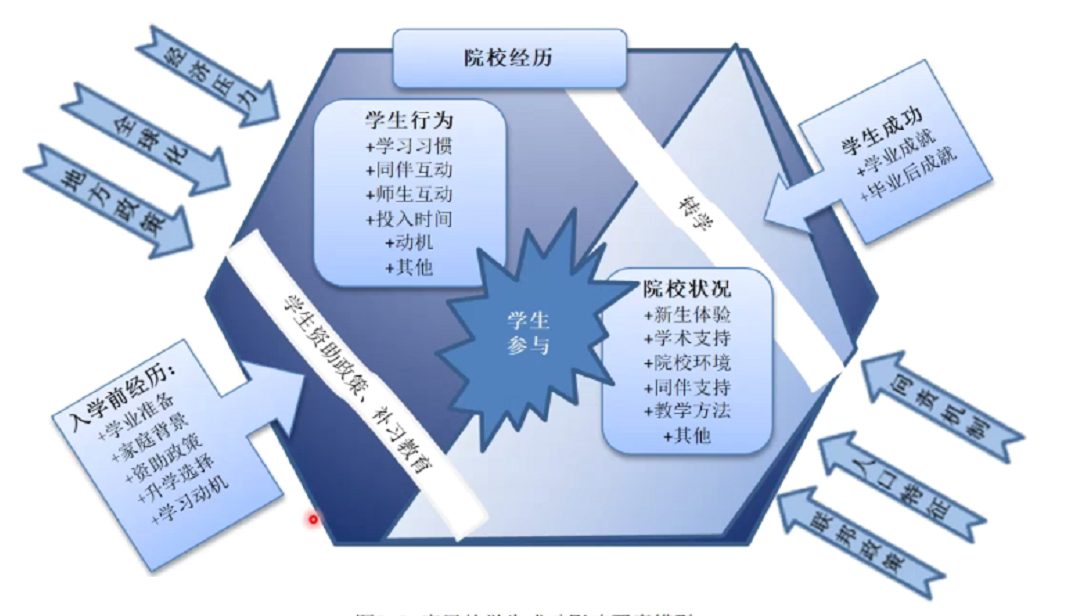 院校经历
经济压力
全球化
地方政策
学生行为
+学习习惯
+同伴互动
+师生互动
+投入时间
+动机
+其他
转学
学生成功
+学业成就
+毕业后成就
学生
参与
院校状况
+新生体验
+学术支持
+院校环境
+同伴支持
+教学方法
+其他
学生资助政策、补习教育
入学前经历：
+学业准备
+家庭背景
+资助政策
+升学选择
+学习动机
问责机制
人口特征
联邦政策